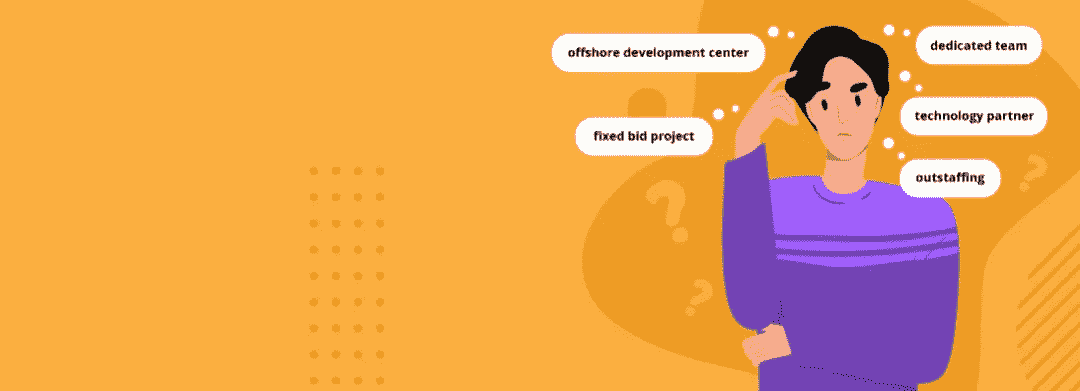 offshore development center
dedicated team
fixed bid project
technology partner
outstaffing